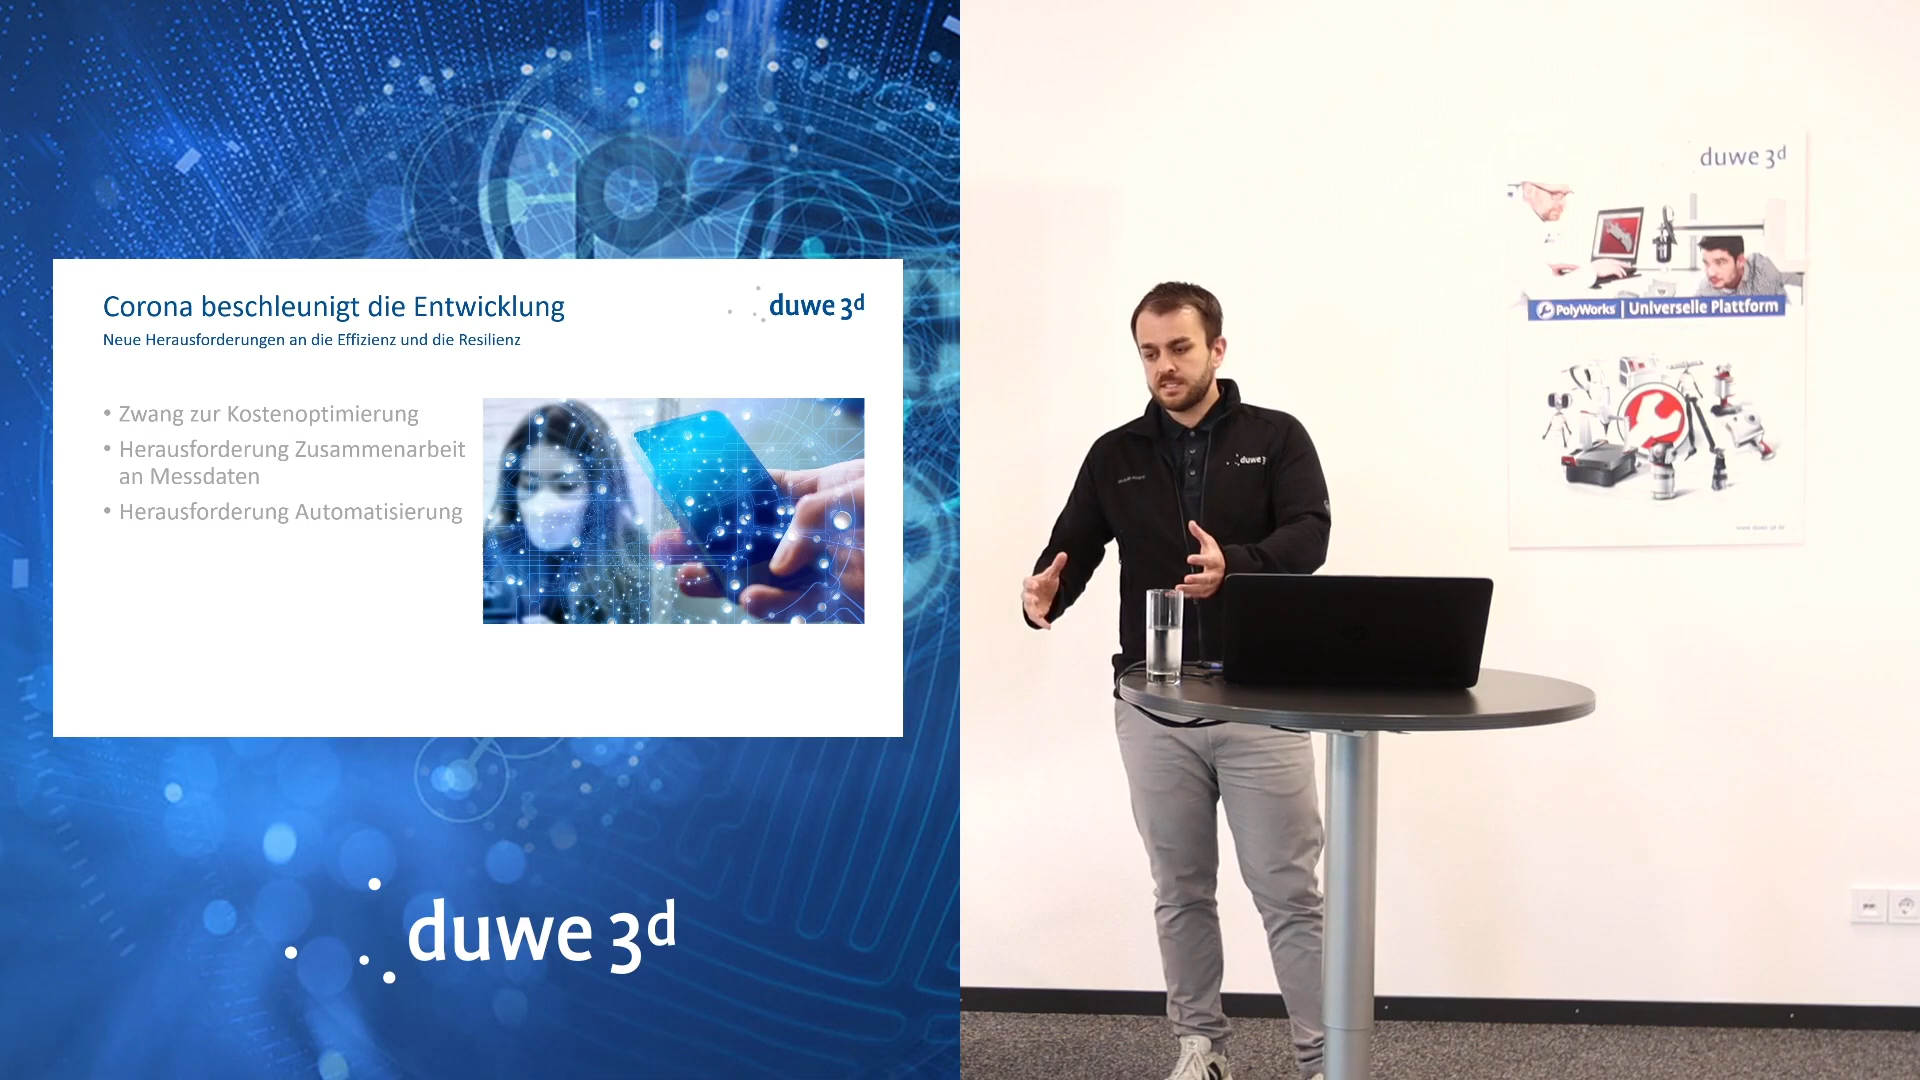 Corona beschleunigt die Entwicklung
duwe 3d
Neue Herausforderungen an die Effizienz und die Resilienz
• Zwang zur Kostenoptimierung
• Herausforderung Zusammenarbeit
an Messdaten
• Herausforderung Automatisierung
duwe 3d
duwe 3d
PolyWorks | Universelle Plattform
duwe 3